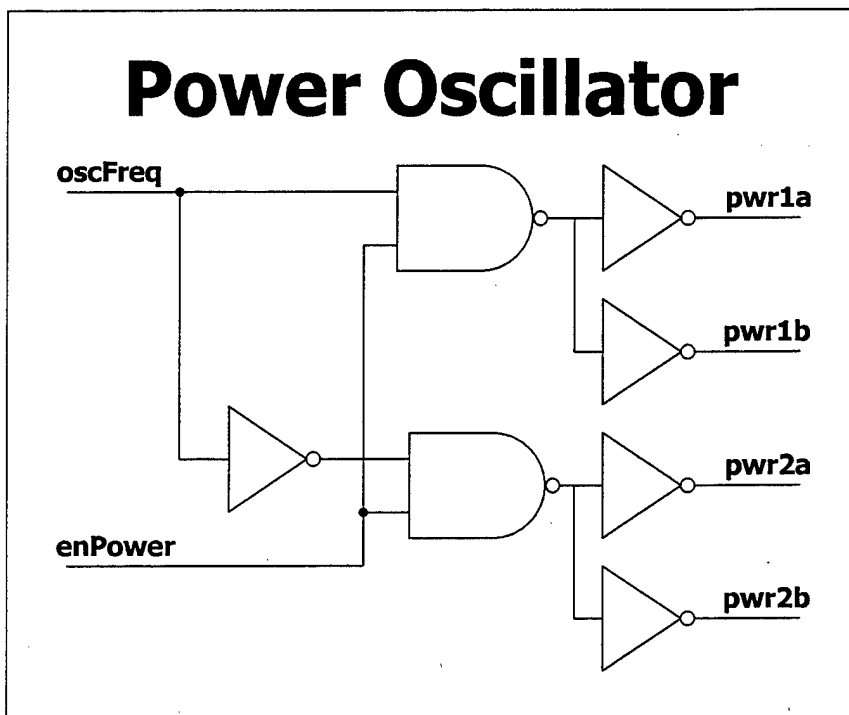 Power Oscillator
oscFreq
pwr1a
pwr1b
pwr2a
enPower
pwr2b